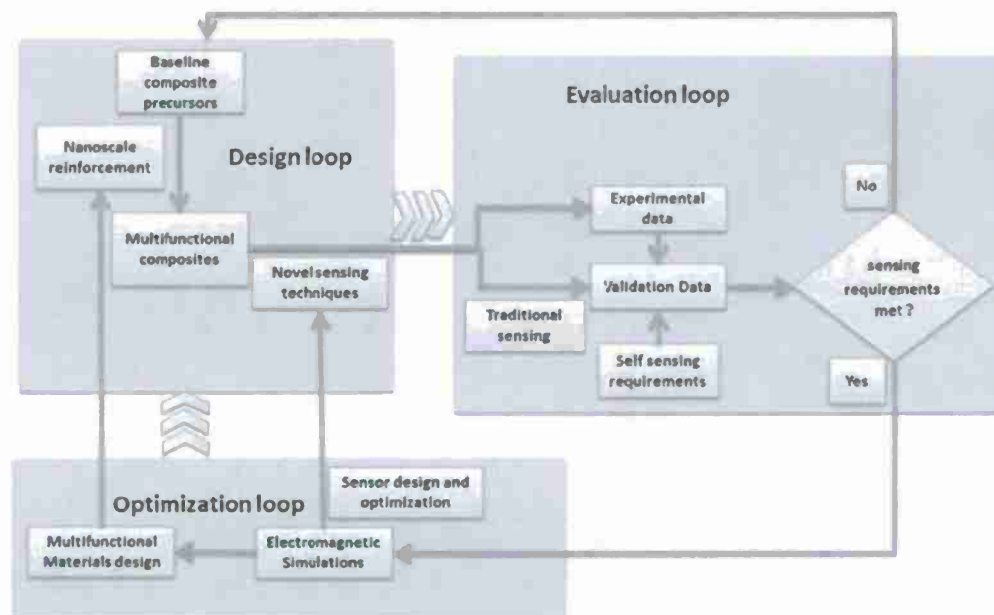 Baseline
composite
precursors
Nanoscale
reinforcement
Design loop
Multifunctional
composites
Novel sensing
techniques
Evaluation loop
Experimental
data
Validation Data
Traditional
sensing
Self sensing
requirements
No
sensing
requirements
met ?
Yes
Optimization loop
Sensor design and
optimization
Multifunctional
Materials design
Electromagnetic
Simulations